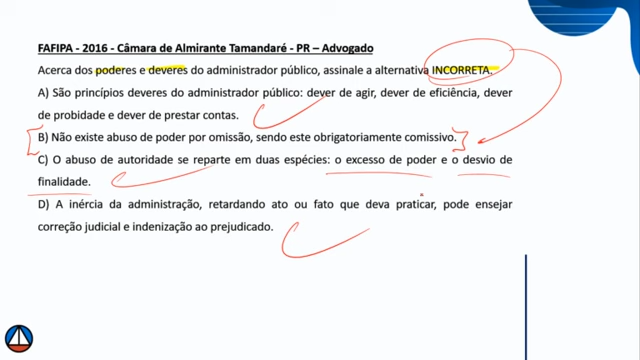 FAFIPA - 2016 - Câmara de Almirante Tamandaré - PR – Advogado
Acerca dos poderes e deveres do administrador público, assinale a alternativa INCORRETA.
A) São princípios deveres do administrador público: dever de agir, dever de eficiência, dever
de probidade e dever de prestar contas.
B) Não existe abuso de poder por omissão, sendo este obrigatoriamente comissivo.
C) O abuso de autoridade se reparte em duas espécies: o excesso de poder e o desvio de
finalidade.
D) A inércia da administração, retardando ato ou fato que deva praticar, pode ensejar
correção judicial e indenização ao prejudicado.